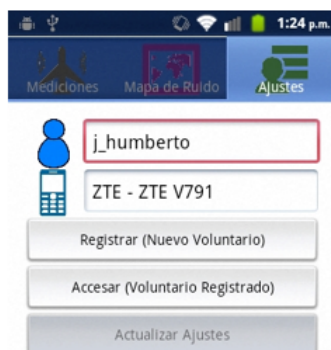 1:24 p.m.
Mediciones Mapa de Ruido Ajustes
j_humberto
ZTE - ZTE V791
Registrar (Nuevo Voluntario)
Accesar (Voluntario Registrado)
Actualizar Ajustes